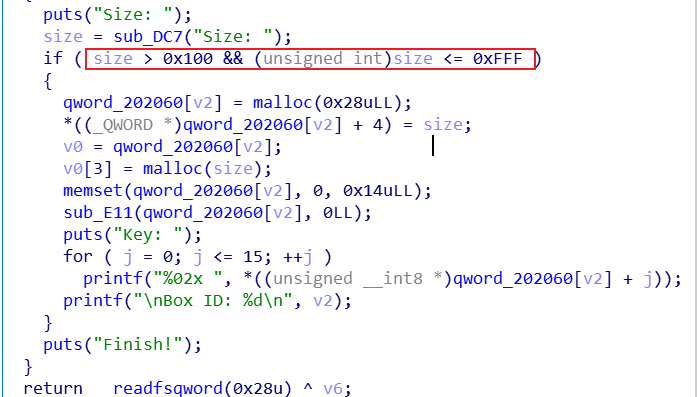 puts("Size: ");
size = sub_DC7("Size: ");
if ( size > 0x100 && (unsigned int)size <= 0xFFF )
{
qword_202060[v2] = malloc(0x28uLL);
*((_QWORD *)qword_202060[v2] + 4) = size;
v0 = qword_202060[v2];
v0[3] = malloc(size);
memset(qword_202060[v2], 0, 0x14uLL);
sub_E11(qword_202060[v2], 0LL);
puts("Key: ");
for ( j = 0; j <= 15; ++j )
printf("%02x ", *((unsigned __int8 *)qword_202060[v2] + j));
printf("\nBox ID: %d\n", v2);
}
puts("Finish!");
}
return readfsqword(0x28u) ^ v6;